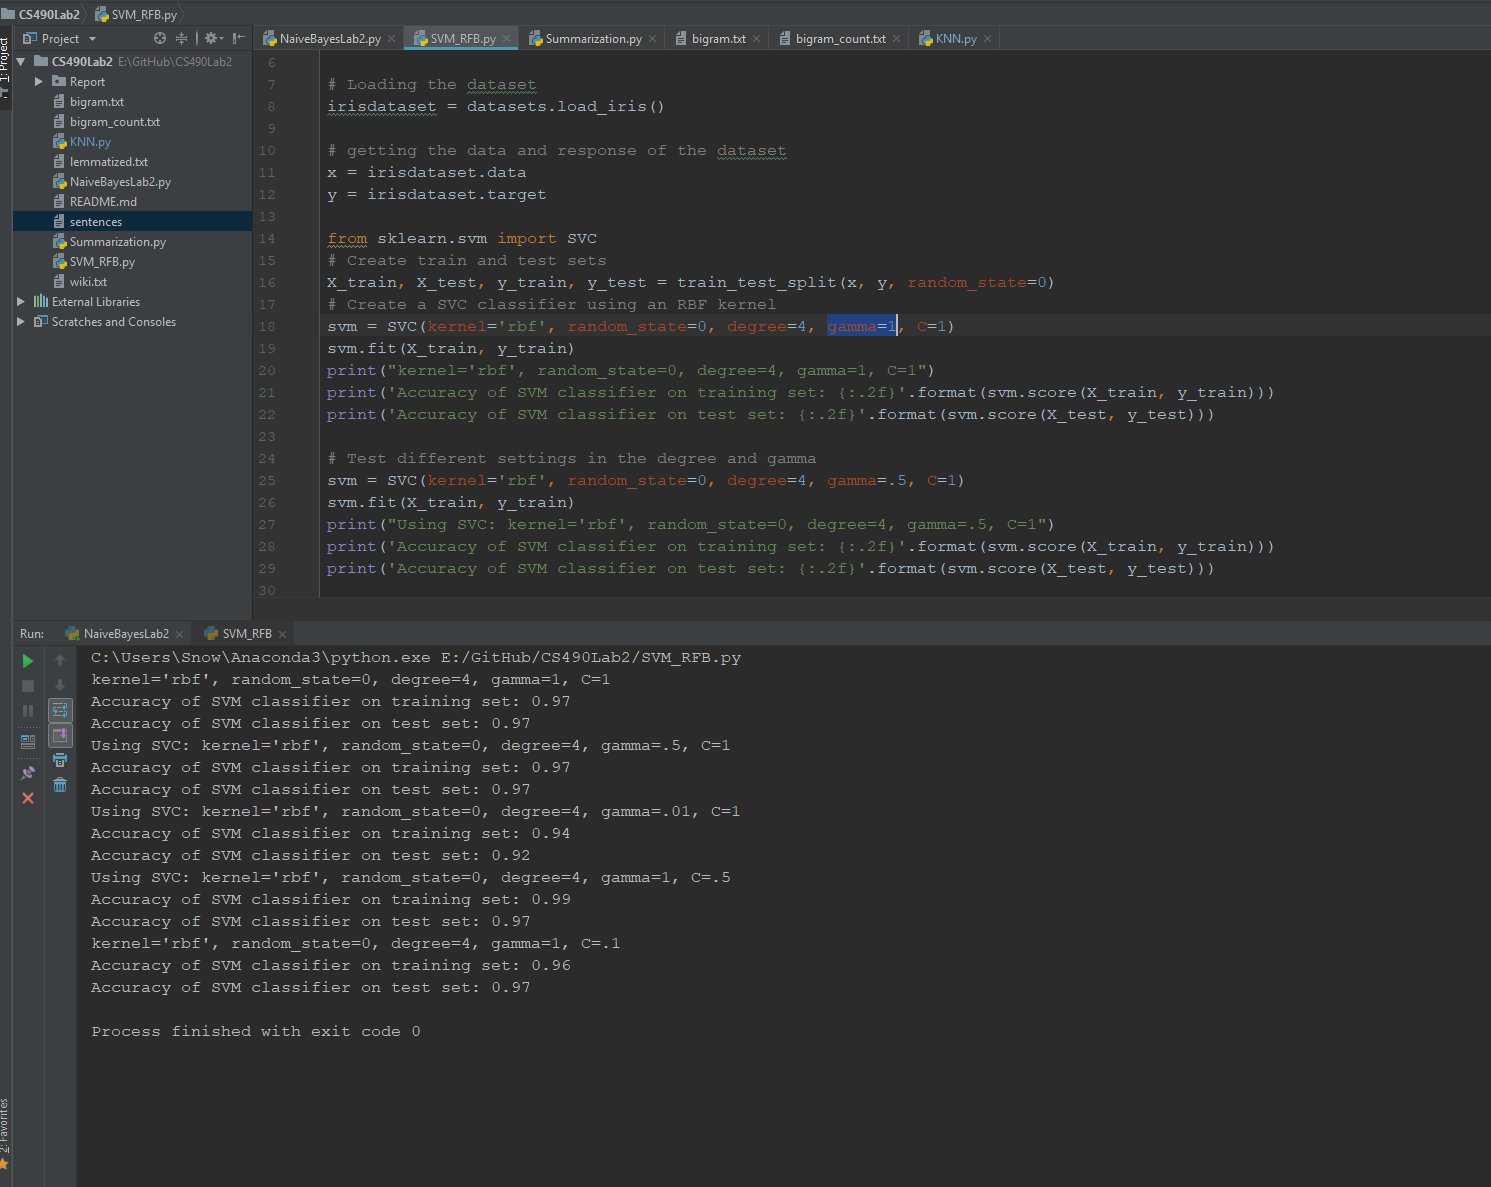 CS490Lab2 SVM_RFB.py
Project
NaiveBayesLab2.py SVM_RFB.py Summarization.py bigram.txt bigram_count.txt KNN.py
1: Project
CS490Lab2 E:\GitHub\CS490Lab2
Report
bigram.txt
bigram_count.txt
KNN.py
lemmatized.txt
NaiveBayesLab2.py
README.md
sentences
Summarization.py
SVM_RFB.py
wiki.txt
External Libraries
Scratches and Consoles
6
7 # Loading the dataset
8 irisdataset = datasets.load_iris()
9
10 # getting the data and response of the dataset
11 x = irisdataset.data
12 y = irisdataset.target
13
14 from sklearn.svm import SVC
15 # Create train and test sets
16 X_train, X_test, y_train, y_test = train_test_split(x, y, random_state=0)
17 # Create a SVC classifier using an RBF kernel
18 svm = SVC(kernel='rbf', random_state=0, degree=4, gamma=1, C=1)
19 svm.fit(X_train, y_train)
20 print("kernel='rbf', random_state=0, degree=4, gamma=1, C=1")
21 print('Accuracy of SVM classifier on training set: {:.2f}'.format(svm.score(X_train, y_train)))
22 print('Accuracy of SVM classifier on test set: {:.2f}'.format(svm.score(X_test, y_test)))
23
24 # Test different settings in the degree and gamma
25 svm = SVC(kernel='rbf', random_state=0, degree=4, gamma=.5, C=1)
26 svm.fit(X_train, y_train)
27 print("Using SVC: kernel='rbf', random_state=0, degree=4, gamma=.5, C=1")
28 print('Accuracy of SVM classifier on training set: {:.2f}'.format(svm.score(X_train, y_train)))
29 print('Accuracy of SVM classifier on test set: {:.2f}'.format(svm.score(X_test, y_test)))
30
Run: NaiveBayesLab2 SVM_RFB
C:\Users\Snow\Anaconda3\python.exe E:/GitHub/CS490Lab2/SVM_RFB.py
kernel='rbf', random_state=0, degree=4, gamma=1, C=1
Accuracy of SVM classifier on training set: 0.97
Accuracy of SVM classifier on test set: 0.97
Using SVC: kernel='rbf', random_state=0, degree=4, gamma=.5, C=1
Accuracy of SVM classifier on training set: 0.97
Accuracy of SVM classifier on test set: 0.97
Using SVC: kernel='rbf', random_state=0, degree=4, gamma=.01, C=1
Accuracy of SVM classifier on training set: 0.94
Accuracy of SVM classifier on test set: 0.92
Using SVC: kernel='rbf', random_state=0, degree=4, gamma=1, C=.5
Accuracy of SVM classifier on training set: 0.99
Accuracy of SVM classifier on test set: 0.97
kernel='rbf', random_state=0, degree=4, gamma=1, C=.1
Accuracy of SVM classifier on training set: 0.96
Accuracy of SVM classifier on test set: 0.97
Process finished with exit code 0
2: Favorites